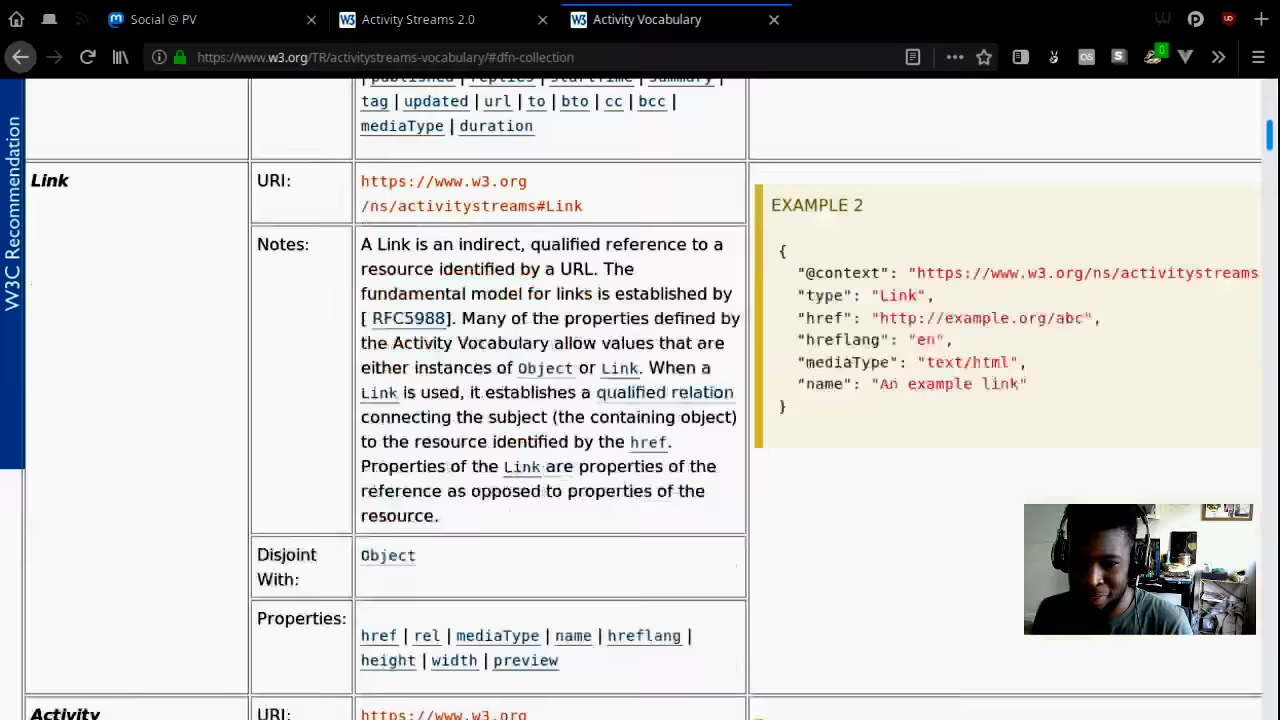 Social @ PV
Activity Streams 2.0
Activity Vocabulary
https://www.w3.org/TR/activitystreams-vocabulary/#dfn-collection
W3C Recommendation
| published | replies | startTime | summary |
tag | updated | url | to | bto | cc | bcc |
mediaType | duration
Link
URI:
https://www.w3.org
/ns/activitystreams#Link
Notes:
A Link is an indirect, qualified reference to a
resource identified by a URL. The
fundamental model for links is established by
[ RFC5988]. Many of the properties defined by
the Activity Vocabulary allow values that are
either instances of Object or Link. When a
Link is used, it establishes a qualified relation
connecting the subject (the containing object)
to the resource identified by the href.
Properties of the Link are properties of the
reference as opposed to properties of the
resource.
Disjoint
With:
Object
Properties:
href | rel | mediaType | name | hreflang |
height | width | preview
EXAMPLE 2
{
"@context": "https://www.w3.org/ns/activitystreams
"type": "Link",
"href": "http://example.org/abc",
"hreflang": "en",
"mediaType": "text/html",
"name": "An example link"
}
Activity
URI:
https://www.w3.org